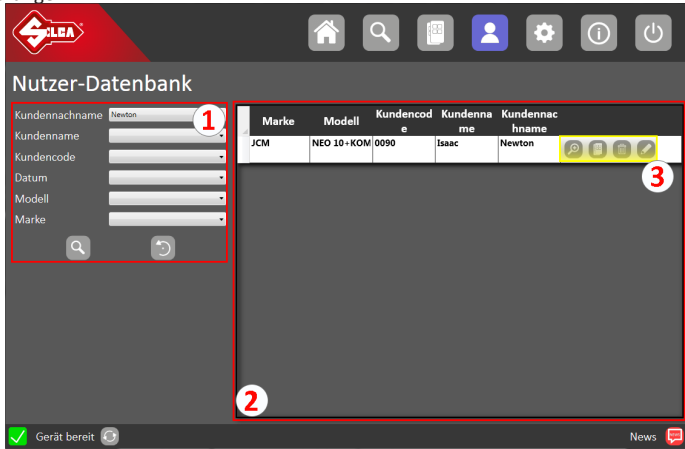 SILCA
Nutzer-Datenbank
Kundennachname Newton
1
Kundenname
Kundencode
Datum
Modell
Marke
Marke Modell Kundencod
e Kundenna
me Kundennac
hname
JCM NEO 10+KOM 0090 Isaac Newton
3
2
Gerät bereit
News